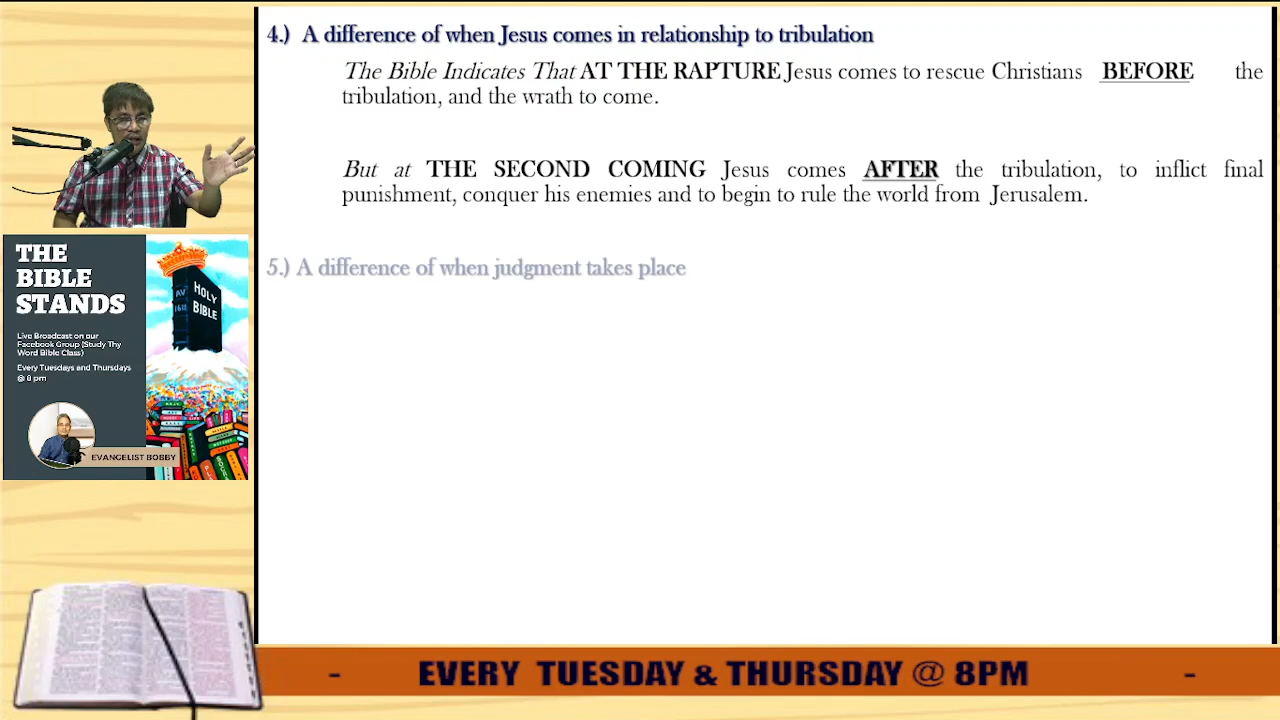 4.) A difference of when Jesus comes in relationship to tribulation
The Bible Indicates That AT THE RAPTURE Jesus comes to rescue Christians BEFORE the
tribulation, and the wrath to come.
But at THE SECOND COMING Jesus comes AFTER the tribulation, to inflict final
punishment, conquer his enemies and to begin to rule the world from Jerusalem.
5.) A difference of when judgment takes place
THE
BIBLE
STANDS
Live Broadcast on our
Facebook Group (Study Thy
Word Bible Class)
Every Tuesdays and Thursdays
@ 8 pm
AV
1611
HOLY
BIBLE
EVANGELIST BOBBY
- EVERY TUESDAY & THURSDAY @ 8PM -